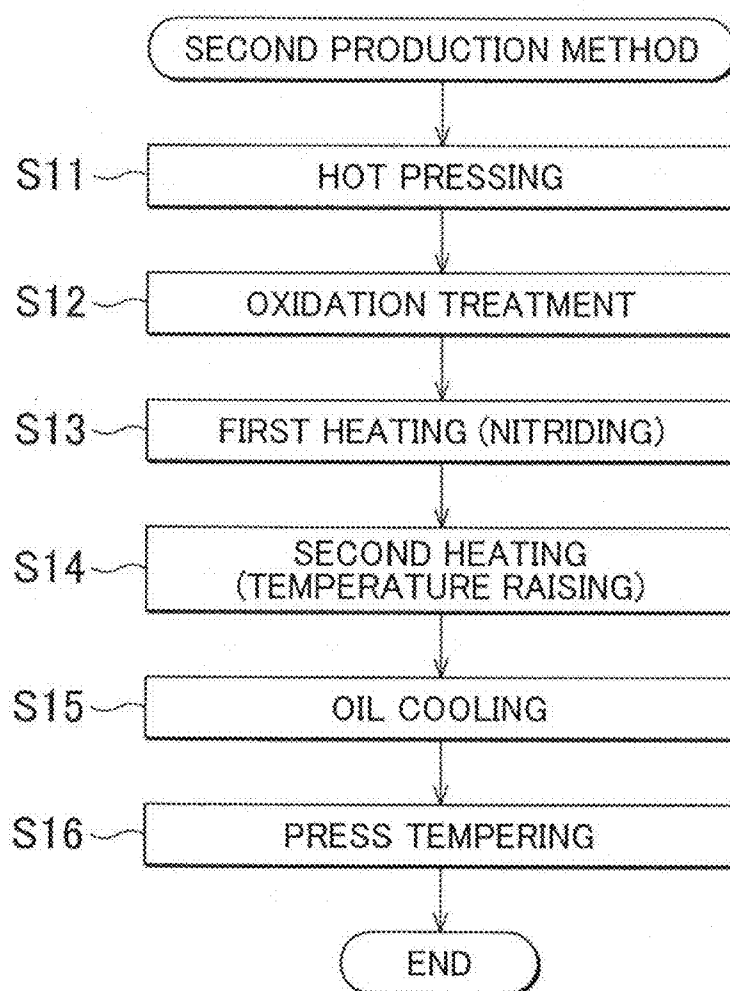 SECOND PRODUCTION METHOD
S11 HOT PRESSING
S12 OXIDATION TREATMENT
S13 FIRST HEATING (NITRIDING)
S14 SECOND HEATING
(TEMPERATURE RAISING)
S15 OIL COOLING
S16 PRESS TEMPERING
END